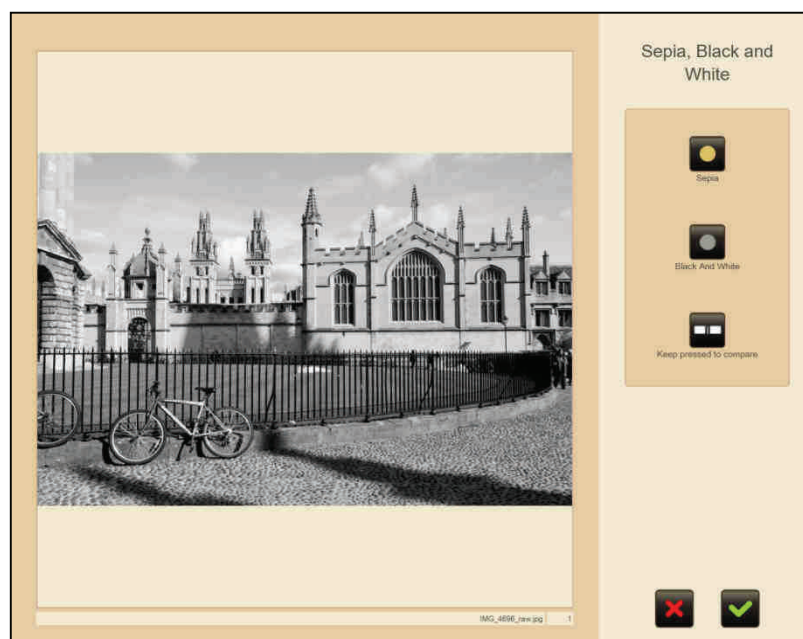 Sepia, Black and
White
Sepia
Black And White
Keep pressed to compare
IMG_4696_raw.jpg 1